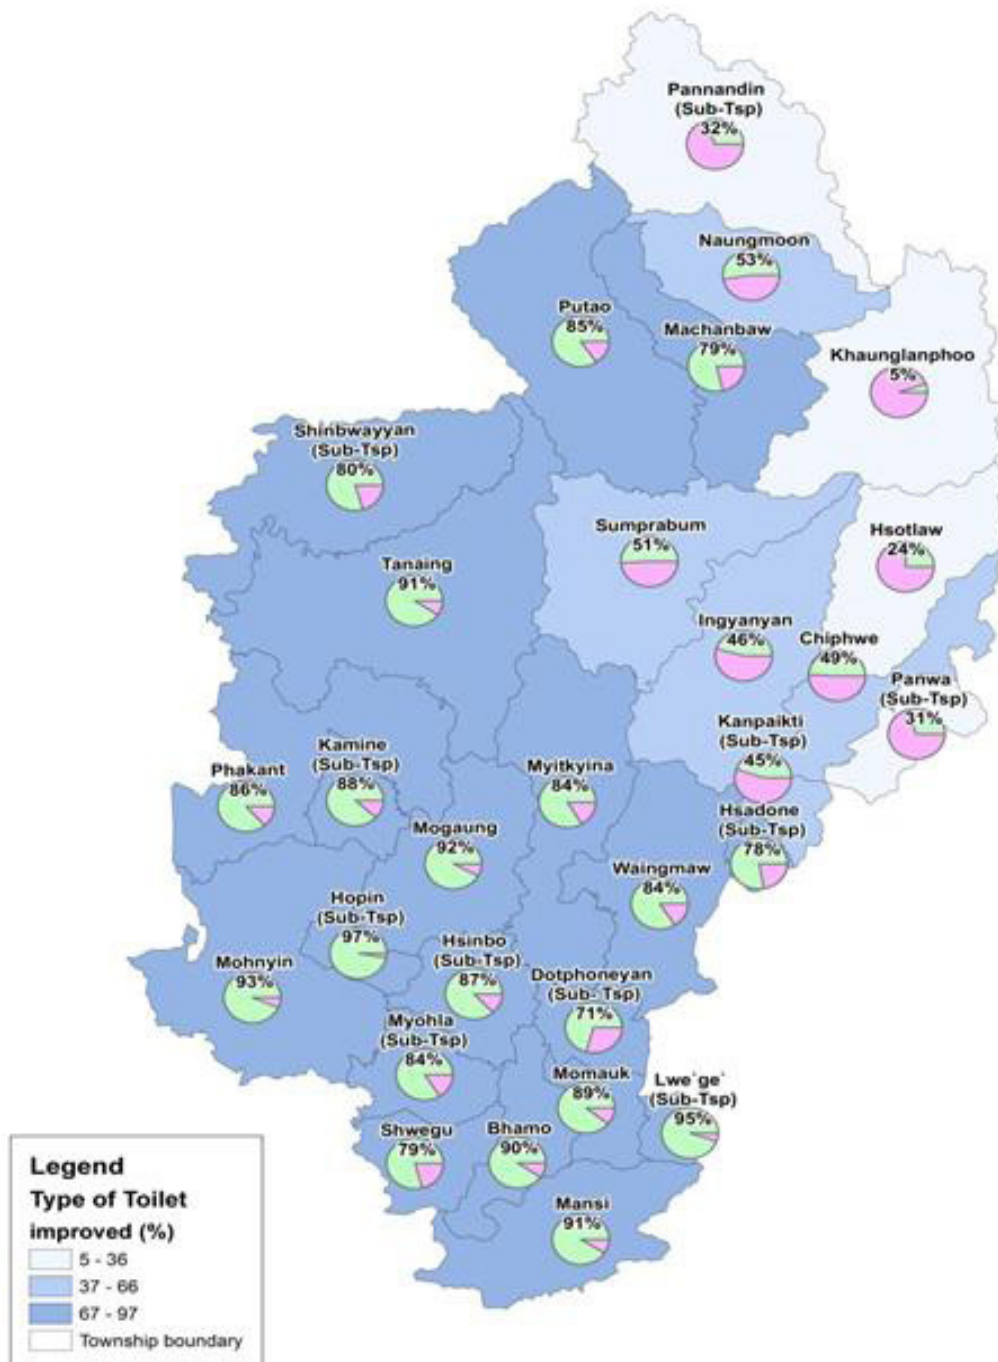 Pannandin
(Sub-Tsp)
32%
Naungmoon
53%
Putao
85%
Machanbaw
79%
Khaunglanphoo
5%
Shinbwayyan
(Sub-Tsp)
80%
Sumprabum
51%
Hsotlaw
24%
Tanaing
91%
Ingyanyan
46%
Chiphwe
49%
Panwa
(Sub-Tsp)
31%
Kanpaikti
(Sub-Tsp)
45%
Phakant
86%
Kamine
(Sub-Tsp)
88%
Myitkyina
84%
Hsadone
(Sub-Tsp)
78%
Mogaung
92%
Waingmaw
84%
Hopin
(Sub-Tsp)
97%
Mohnyin
93%
Hsinbo
(Sub-Tsp)
87%
Dotphoneyan
(Sub- Tsp)
71%
Myohla
(Sub-Tsp)
84%
Momauk
89%
Lwe`ge`
(Sub-Tsp)
95%
Shwegu
79%
Bhamo
90%
Mansi
91%
Legend
Type of Toilet
improved (%)
5 - 36
37 - 66
67 - 97
Township boundary